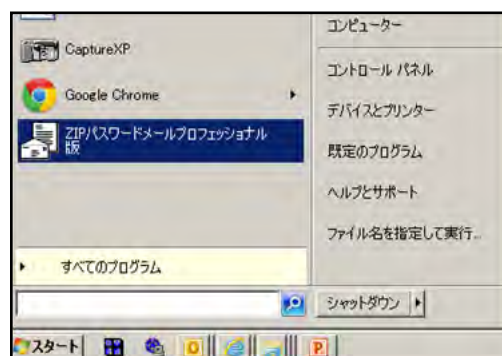 CaptureXP
Google Chrome
ZIPパスワードメールプロフェッショナル
版
すべてのプログラム
コンピューター
コントロール パネル
デバイスとプリンター
既定のプログラム
ヘルプとサポート
ファイル名を指定して実行...
シャットダウン
スタート